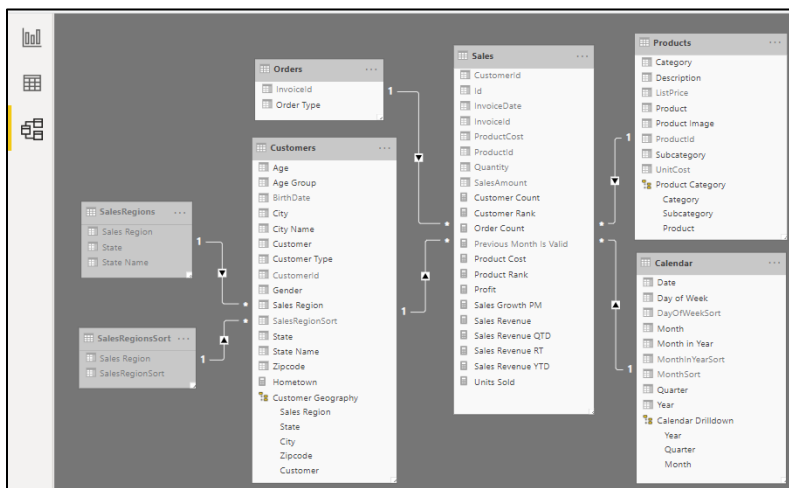 Orders
InvoiceId
Order Type
1
Customers
Age
Age Group
BirthDate
City
City Name
Customer
Customer Type
CustomerId
Gender
Sales Region
SalesRegionSort
State
State Name
Zipcode
Hometown
Customer Geography
Sales Region
State
City
Zipcode
Customer
1
SalesRegions
Sales Region
State
State Name
1
SalesRegionsSort
Sales Region
SalesRegionSort
1
Sales
CustomerId
Id
InvoiceDate
InvoiceId
ProductCost
ProductId
Quantity
SalesAmount
Customer Count
Customer Rank
Order Count
Previous Month Is Valid
Product Cost
Product Rank
Profit
Sales Growth PM
Sales Revenue
Sales Revenue QTD
Sales Revenue RT
Sales Revenue YTD
Units Sold
Products
Category
Description
ListPrice
Product
Product Image
ProductId
Subcategory
UnitCost
Product Category
Category
Subcategory
Product
1
Calendar
Date
Day of Week
DayOfWeekSort
Month
Month in Year
MonthInYearSort
MonthSort
Quarter
Year
Calendar Drilldown
Year
Quarter
Month
1